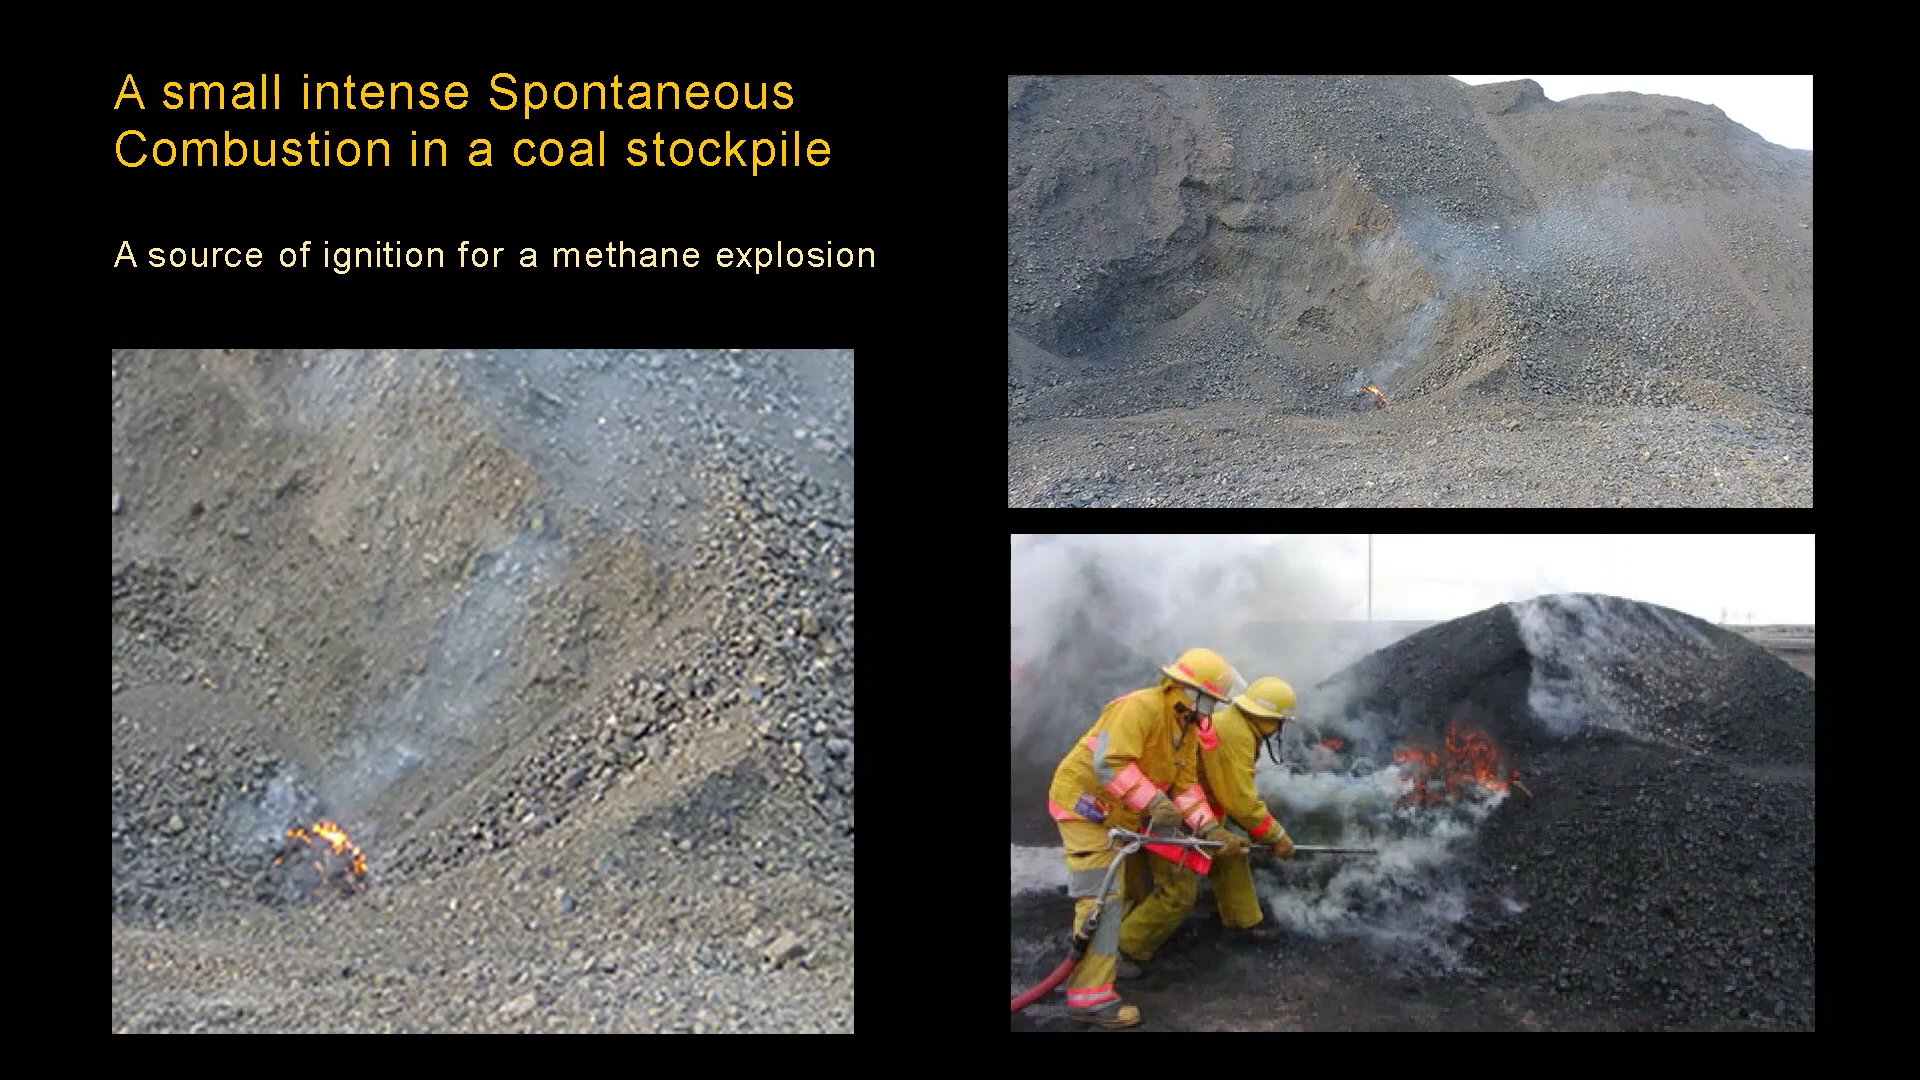 A small intense Spontaneous
Combustion in a coal stockpile
A source of ignition for a methane explosion